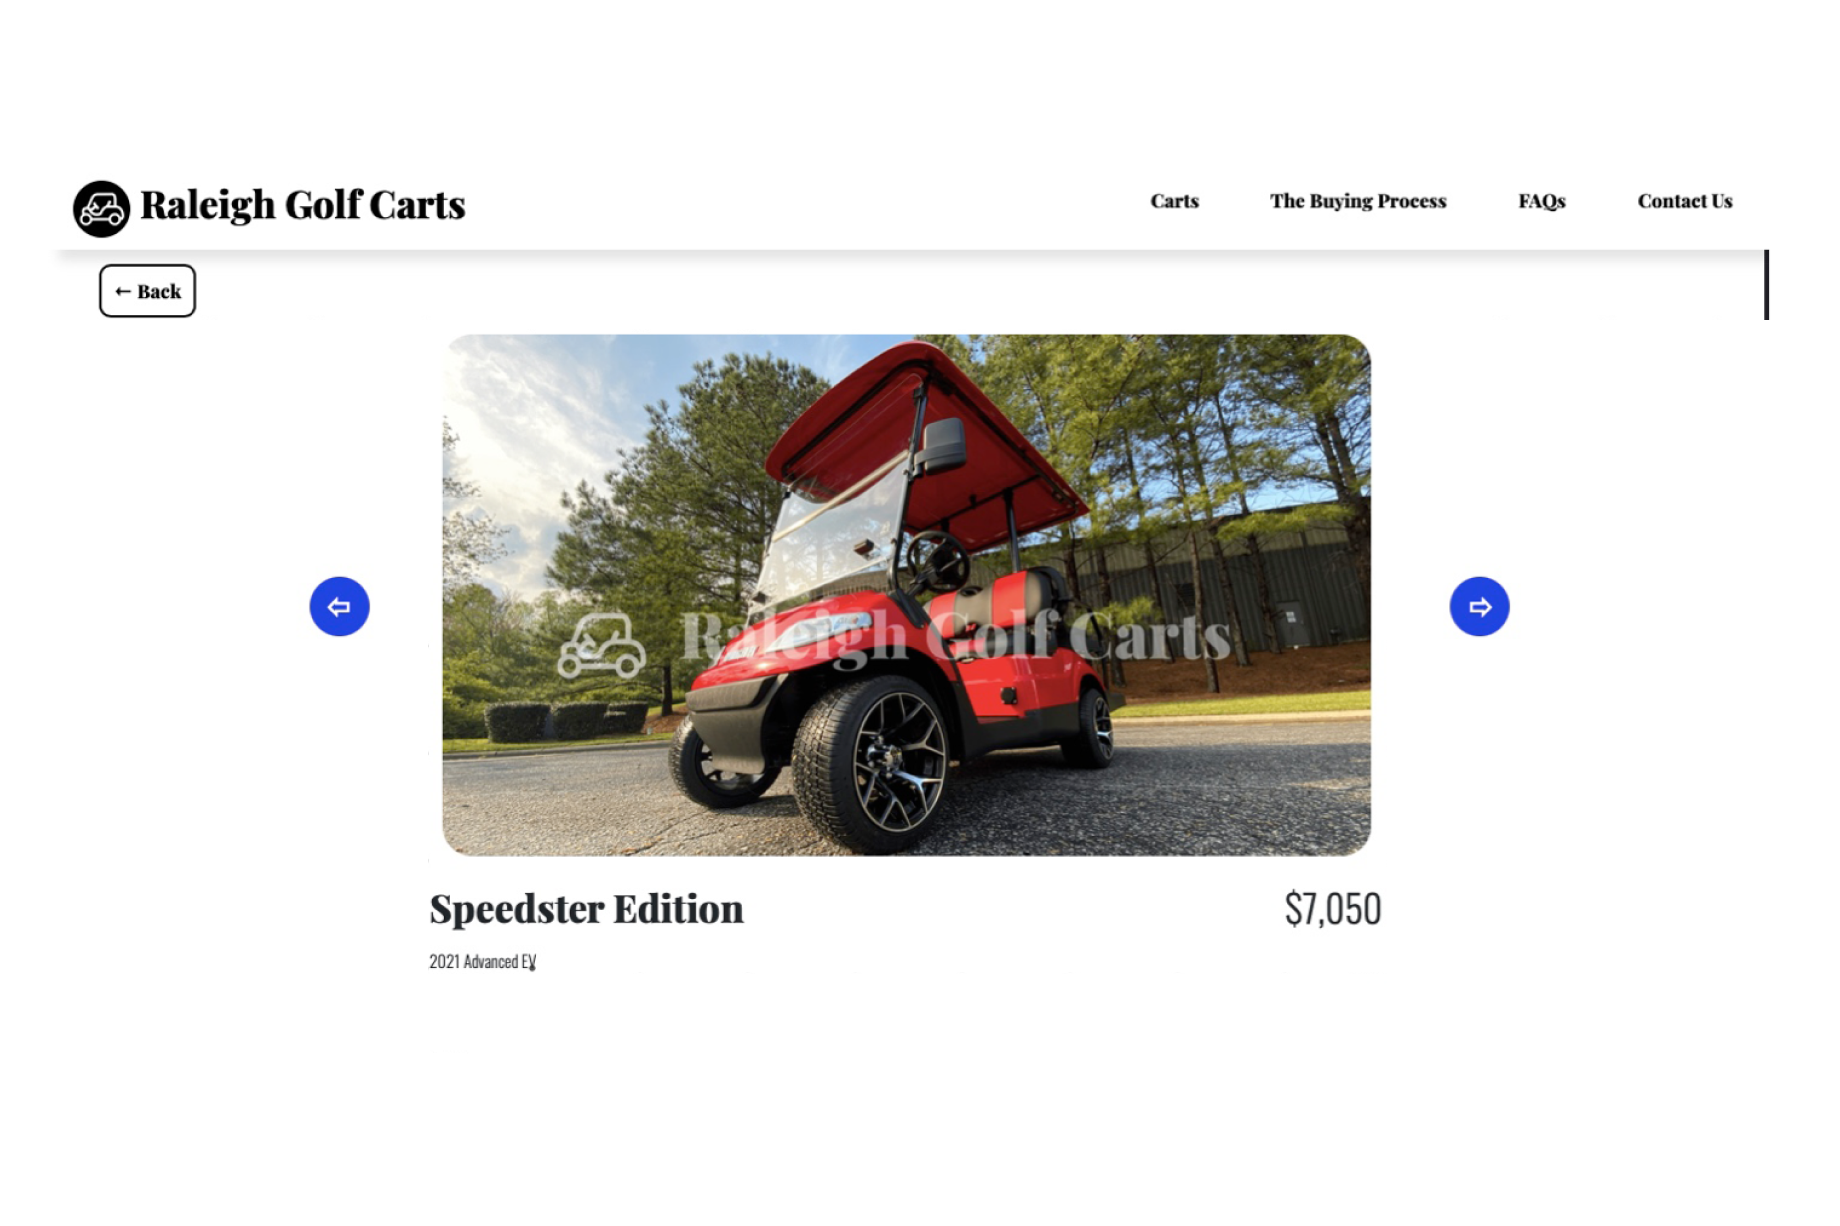 Raleigh Golf Carts
Carts
The Buying Process
FAQs
Contact Us
← Back
Raleigh Golf Carts
Speedster Edition
$7,050
2021 Advanced EV